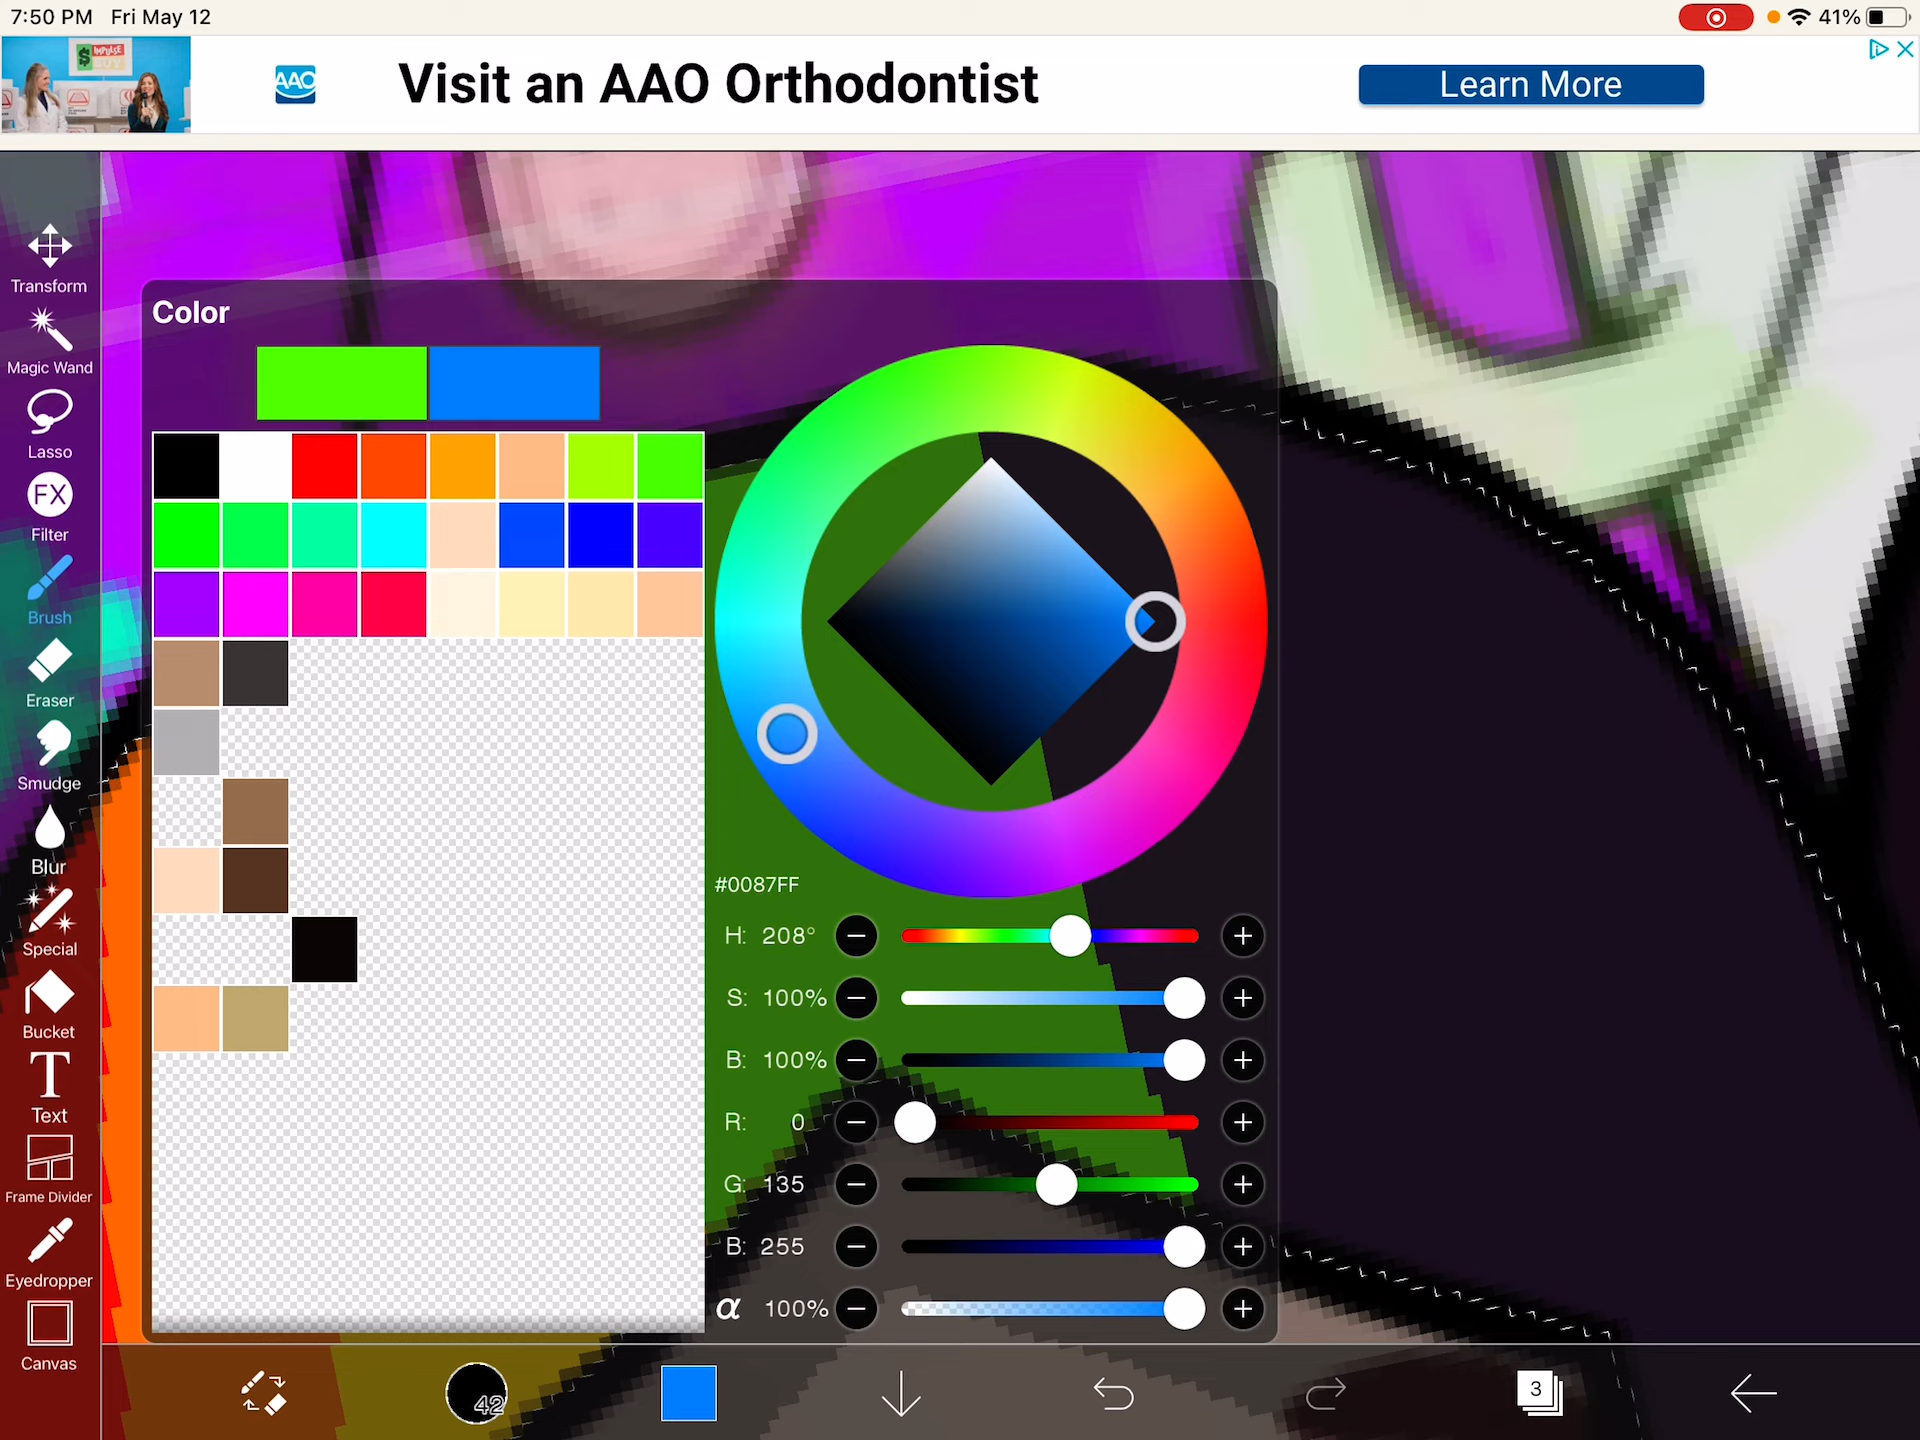 7:50 PM Fri May 12
41%
$ IMPULSE
BUY
AAO
Visit an AAO Orthodontist
Learn More
Transform
Magic Wand
Lasso
FX
Filter
Brush
Eraser
Smudge
Blur
Special
Bucket
T
Text
Frame Divider
Eyedropper
Canvas
Color
#0087FF
H: 208°
S: 100%
B: 100%
R: 0
G: 135
B: 255
α 100%
42
3